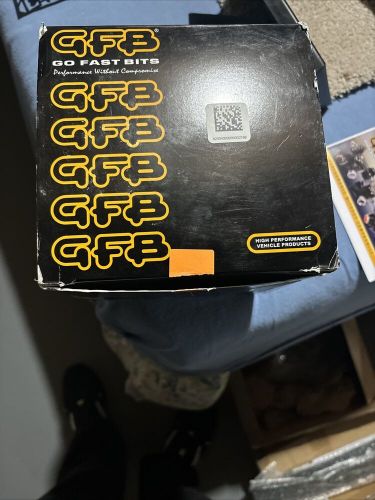 GFB®
GO FAST BITS
Performance Without Compromise
GFB
GFB
GFB
GFB
GFB
HIGH PERFORMANCE
VEHICLE PRODUCTS